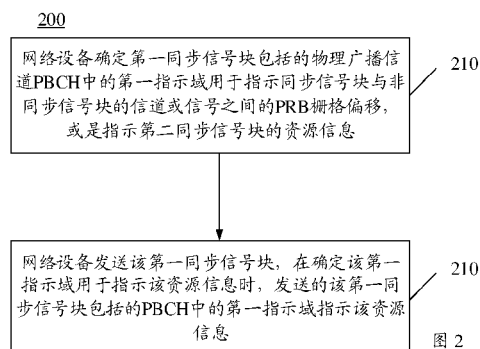 200
网络设备确定第一同步信号块包括的物理广播信
道PBCH中的第一指示域用于指示同步信号块与非
同步信号块的信道或信号之间的PRB栅格偏移，
或是指示第二同步信号块的资源信息
210
网络设备发送该第一同步信号块，在确定该第一
指示域用于指示该资源信息时，发送的该第一同
步信号块包括的PBCH中的第一指示域指示该资源
信息
210
图 2